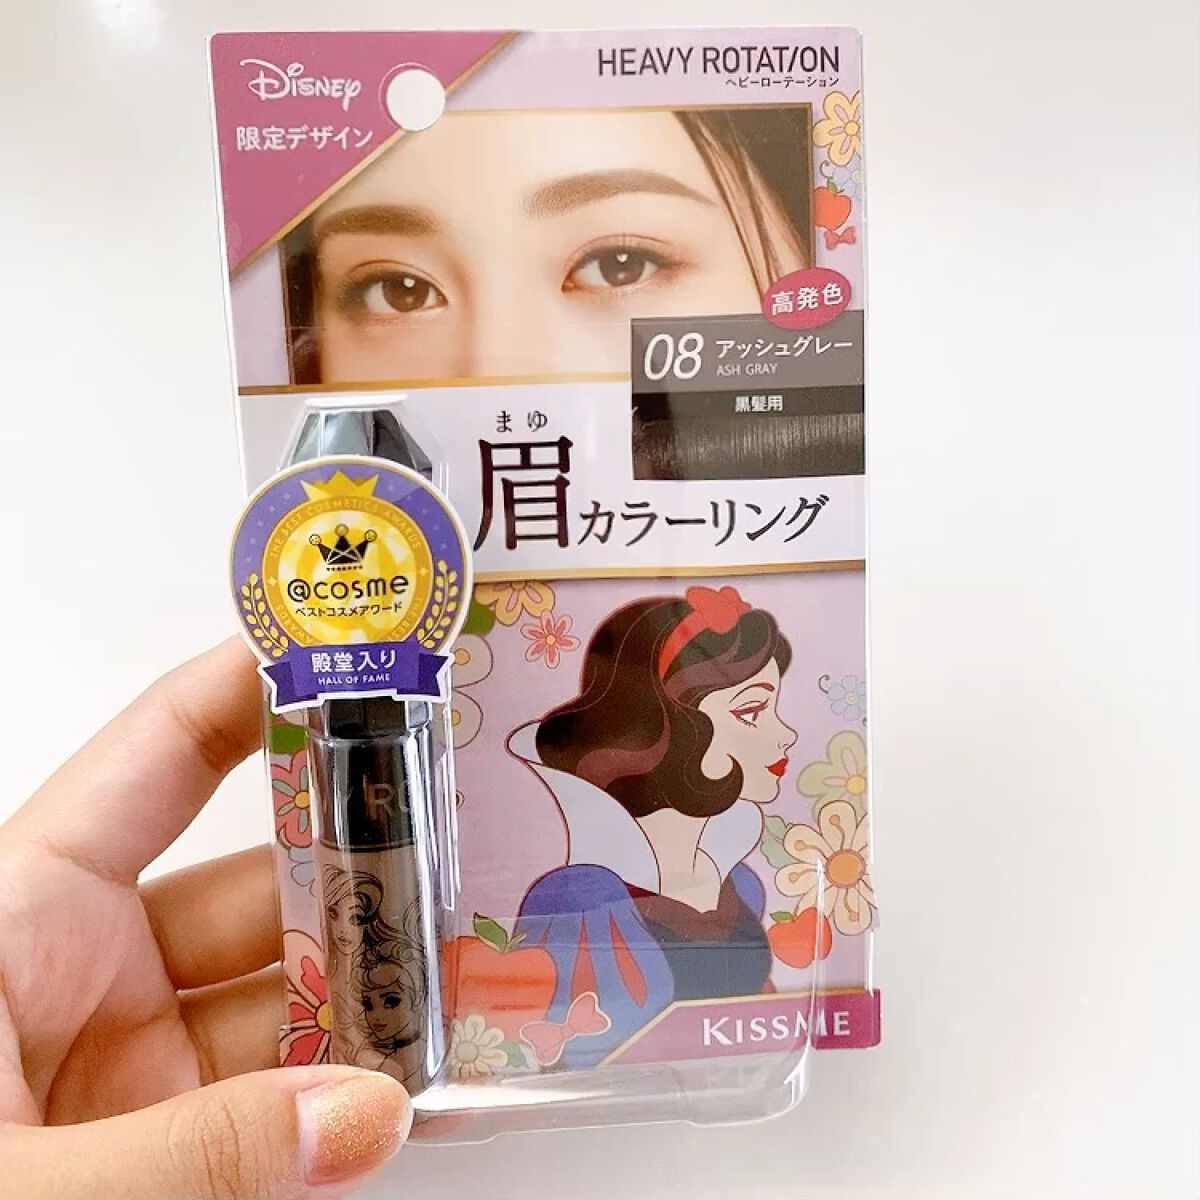 Disney
限定デザイン
HEAVY ROTATION
ヘビーローテーション
高発色
08 アッシュグレー
ASH GRAY
黒髪用
まゆ
眉カラーリング
THE BEST COSMETICS AWARDS
@cosme
ベストコスメアワード
殿堂入り
HALL OF FAME
KISSME